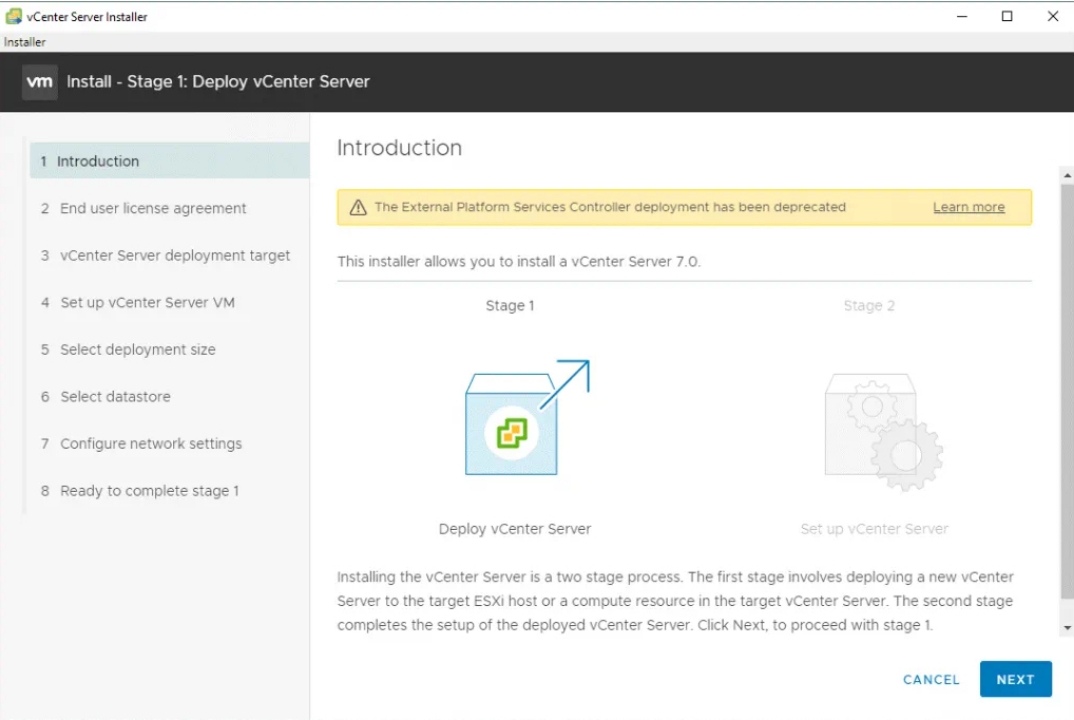 vCenter Server Installer
Installer
vm Install - Stage 1: Deploy vCenter Server
1 Introduction
2 End user license agreement
3 vCenter Server deployment target
4 Set up vCenter Server VM
5 Select deployment size
6 Select datastore
7 Configure network settings
8 Ready to complete stage 1
Introduction
The External Platform Services Controller deployment has been deprecated Learn more
This installer allows you to install a vCenter Server 7.0.
Stage 1 Stage 2
Deploy vCenter Server Set up vCenter Server
Installing the vCenter Server is a two stage process. The first stage involves deploying a new vCenter
Server to the target ESXi host or a compute resource in the target vCenter Server. The second stage
completes the setup of the deployed vCenter Server. Click Next, to proceed with stage 1.
CANCEL NEXT